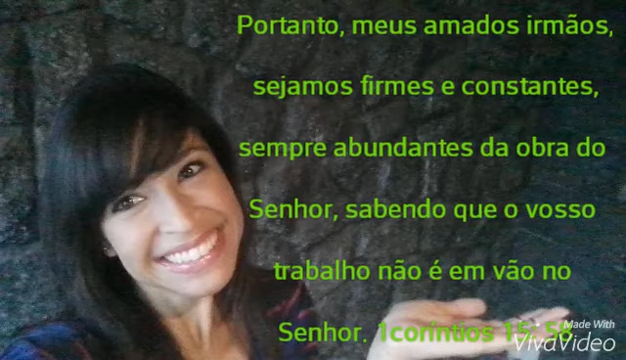 Portanto, meus amados irmãos,
sejamos firmes e constantes,
sempre abundantes da obra do
Senhor, sabendo que o vosso
trabalho não é em vão no
Senhor. 1coríntios 15: 58
Made With
VivaVideo